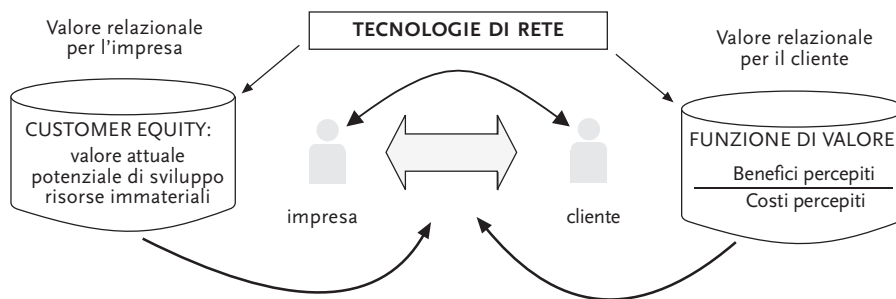 Valore relazionale
per l'impresa
TECNOLOGIE DI RETE
Valore relazionale
per il cliente
CUSTOMER EQUITY:
valore attuale
potenziale di sviluppo
risorse immateriali
impresa
cliente
FUNZIONE DI VALORE
Benefici percepiti
Costi percepiti